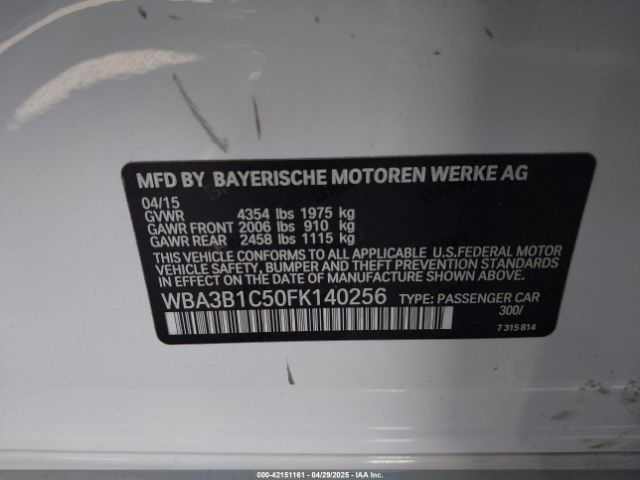 MFD BY BAYERISCHE MOTOREN WERKE AG
04/15
GVWR 4354 lbs 1975 kg
GAWR FRONT 2006 lbs 910 kg
GAWR REAR 2458 lbs 1115 kg
THIS VEHICLE CONFORMS TO ALL APPLICABLE U.S.FEDERAL MOTOR
VEHICLE SAFETY, BUMPER AND THEFT PREVENTION STANDARDS
IN EFFECT ON THE DATE OF MANUFACTURE SHOWN ABOVE.
WBA3B1C50FK140256 TYPE: PASSENGER CAR
300/
7 315 814
000-42151161 - 04/29/2025 - IAAI.com